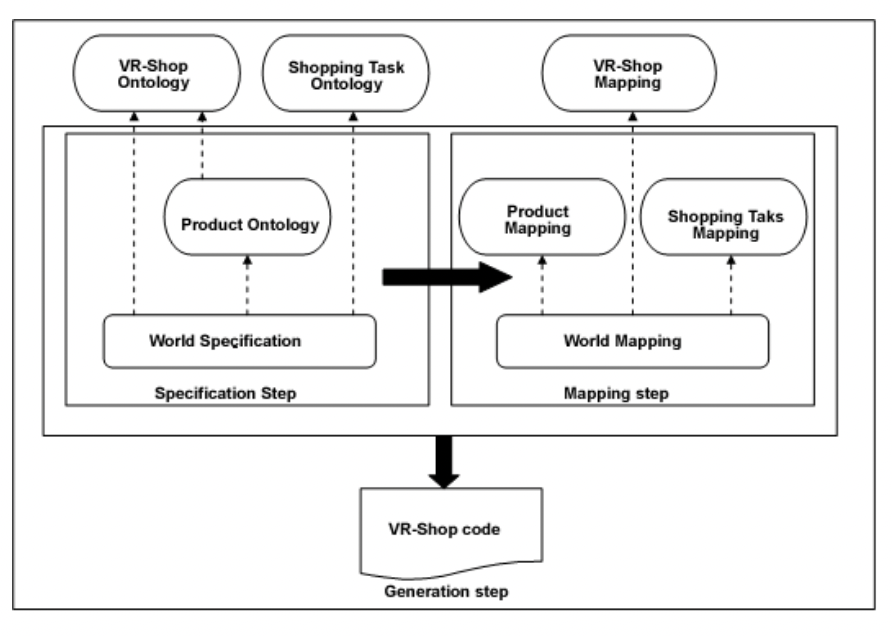 VR-Shop
Ontology
Shopping Task
Ontology
VR-Shop
Mapping
Product Ontology
Product
Mapping
Shopping Taks
Mapping
World Specification
World Mapping
Specification Step
Mapping step
VR-Shop code
Generation step